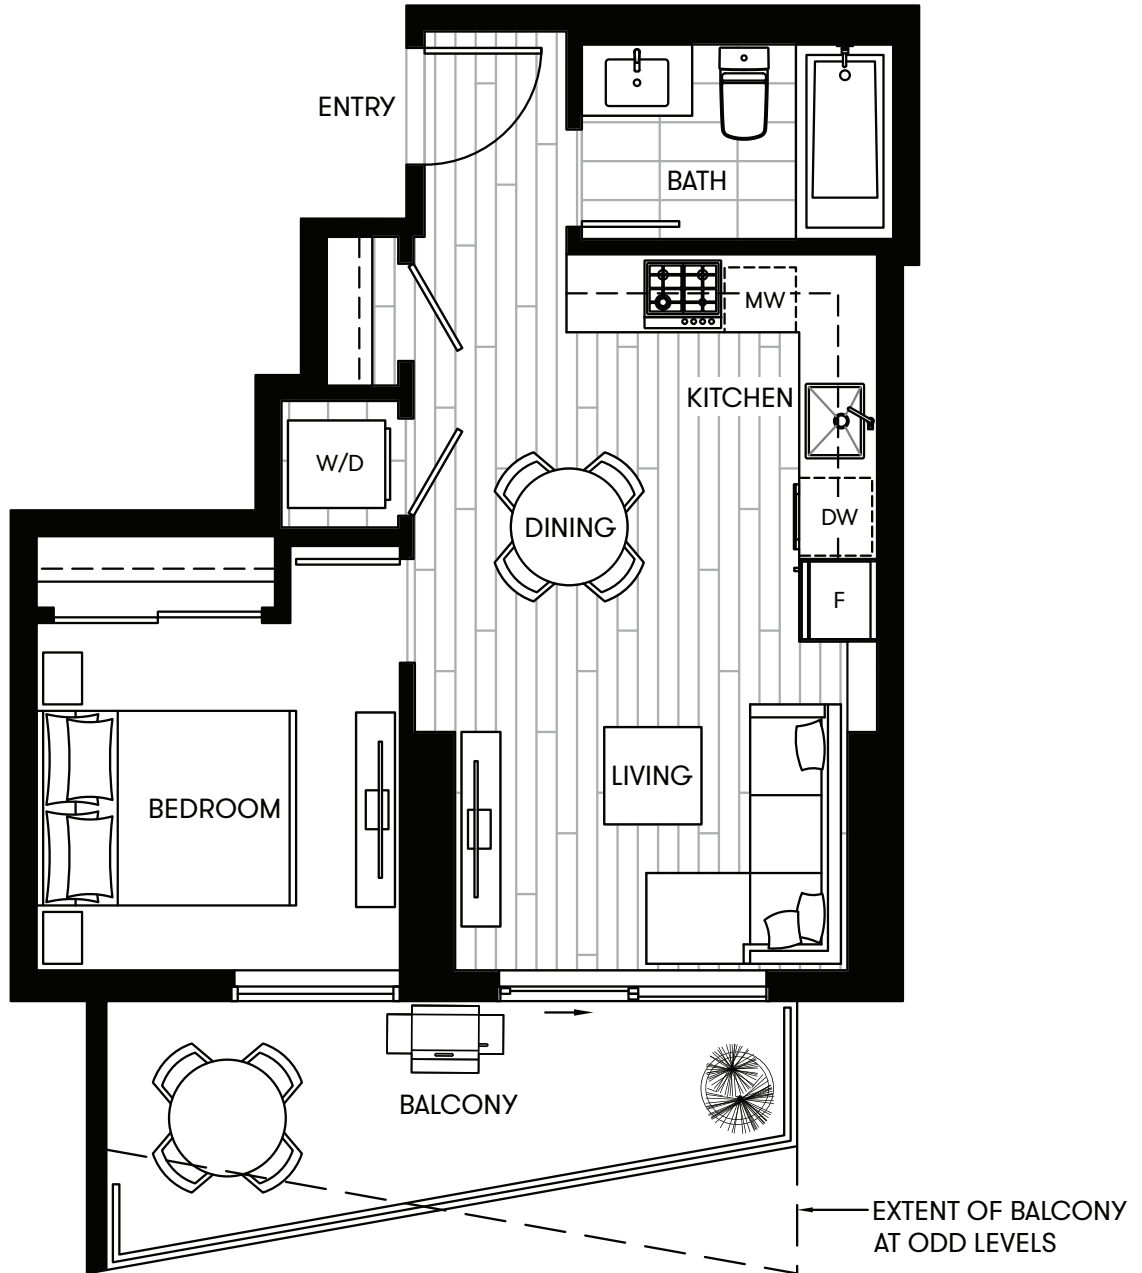 ENTRY
BATH
MW
KITCHEN
W/D
DINING
DW
F
LIVING
BEDROOM
BALCONY
EXTENT OF BALCONY
AT ODD LEVELS